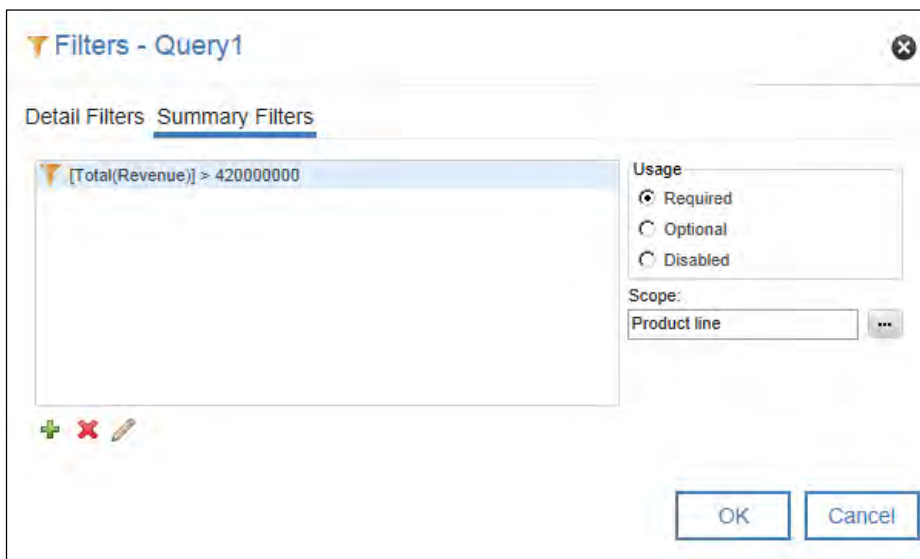 Filters - Query1
Detail Filters Summary Filters
[Total(Revenue)] > 420000000
Usage
Required
Optional
Disabled
Scope:
Product line
...
OK Cancel